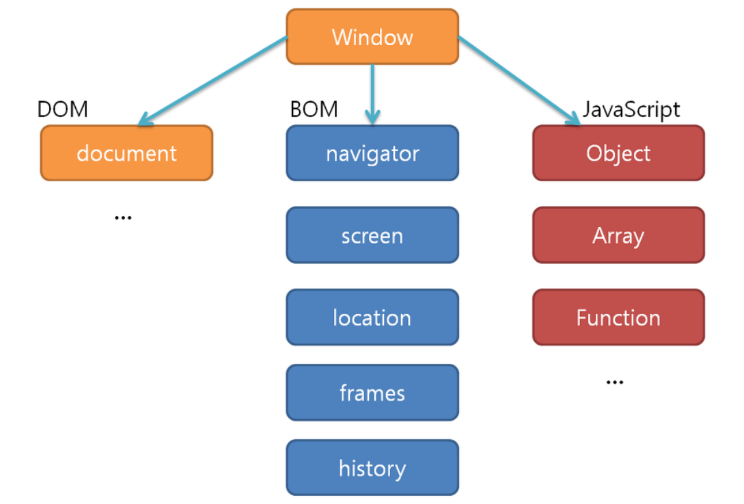 Window
DOM
BOM
JavaScript
document
navigator
Object
...
screen
Array
location
Function
...
frames
history